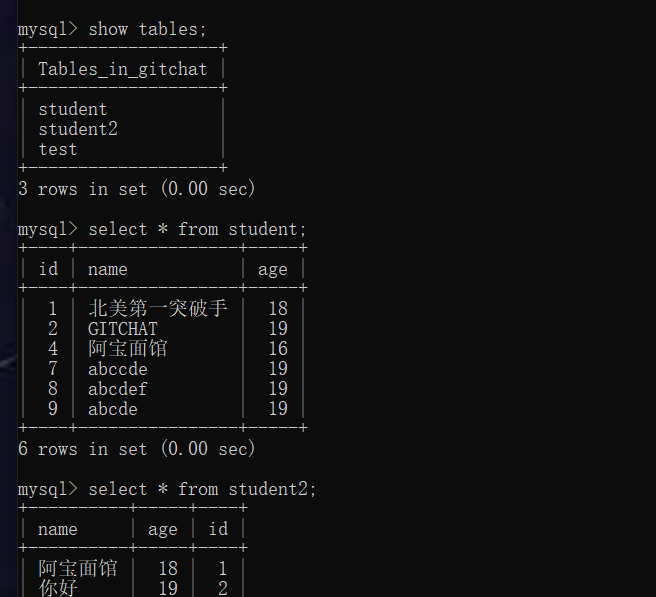 mysql> show tables;
+-------------------+
| Tables_in_gitchat |
+-------------------+
| student           |
| student2          |
| test              |
+-------------------+
3 rows in set (0.00 sec)

mysql> select * from student;
+----+----------------+-----+
| id | name           | age |
+----+----------------+-----+
|  1 | 北美第一突破手 |  18 |
|  2 | GITCHAT        |  19 |
|  4 | 阿宝面馆       |  16 |
|  7 | abccde         |  19 |
|  8 | abcdef         |  19 |
|  9 | abcde          |  19 |
+----+----------------+-----+
6 rows in set (0.00 sec)

mysql> select * from student2;
+----------+-----+----+
| name     | age | id |
+----------+-----+----+
| 阿宝面馆 |  18 |  1 |
| 你好     |  19 |  2 |